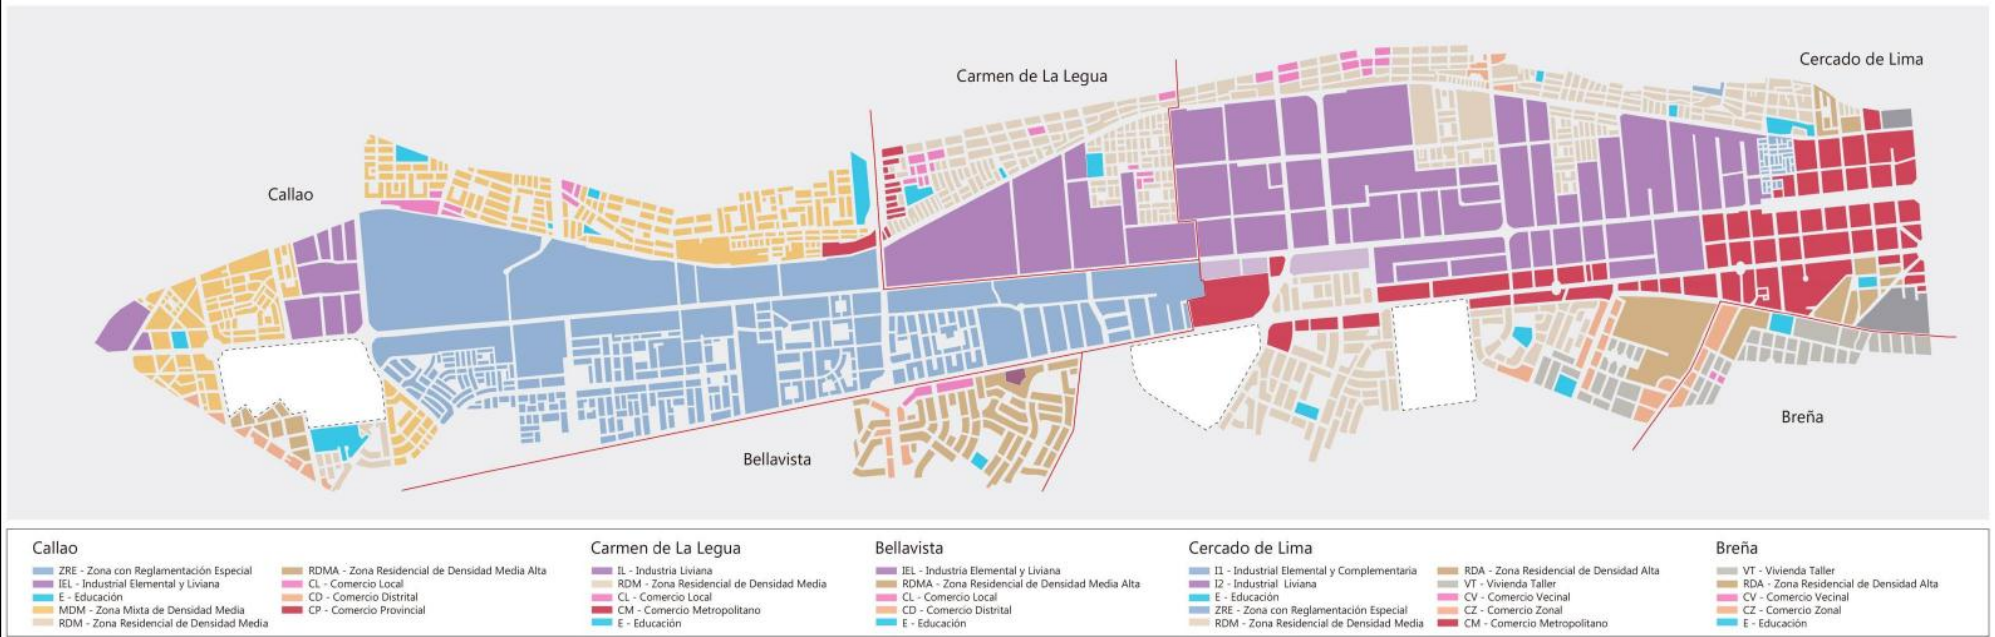 Carmen de La Legua
Cercado de Lima
Callao
Bellavista
Breña
Callao
ZRE - Zona con Reglamentación Especial
IEL - Industrial Elemental y Liviana
E - Educación
MDM - Zona Mixta de Densidad Media
RDM - Zona Residencial de Densidad Media
RDMA - Zona Residencial de Densidad Media Alta
CL - Comercio Local
CD - Comercio Distrital
CP - Comercio Provincial
Carmen de La Legua
IL - Industria Liviana
RDM - Zona Residencial de Densidad Media
CL - Comercio Local
CM - Comercio Metropolitano
E - Educación
Bellavista
IEL - Industrial Elemental y Liviana
RDMA - Zona Residencial de Densidad Media Alta
CL - Comercio Local
CD - Comercio Distrital
E - Educación
Cercado de Lima
I1 - Industrial Elemental y Complementaria
I2 - Industrial Liviana
E - Educación
ZRE - Zona con Reglamentación Especial
RDM - Zona Residencial de Densidad Media
RDA - Zona Residencial de Densidad Alta
VT - Vivienda Taller
CV - Comercio Vecinal
CZ - Comercio Zonal
CM - Comercio Metropolitano
Breña
VT - Vivienda Taller
RDA - Zona Residencial de Densidad Alta
CV - Comercio Vecinal
CZ - Comercio Zonal
E - Educación